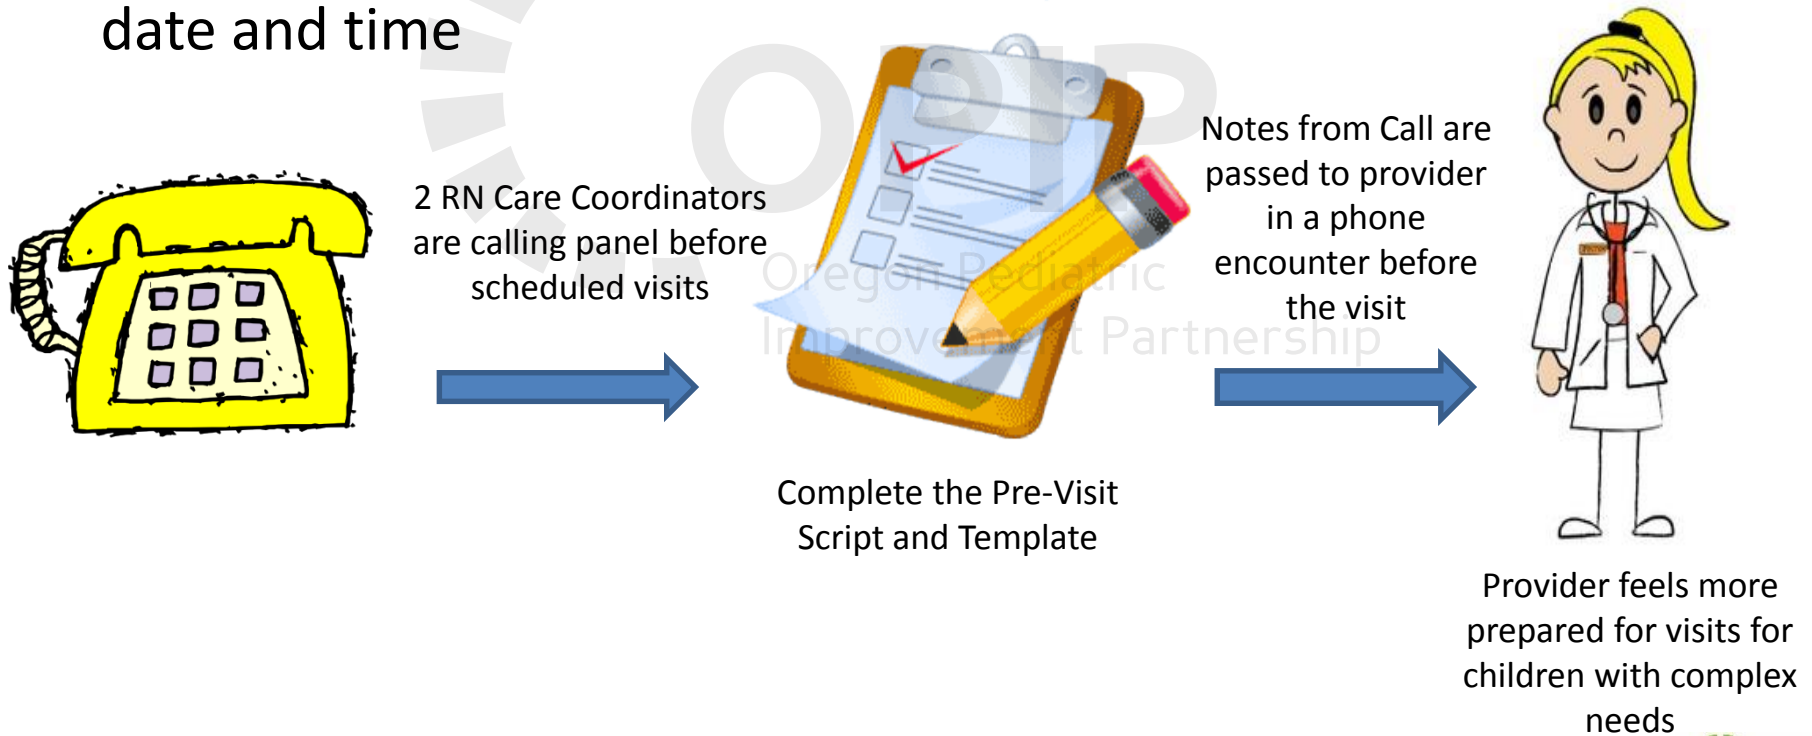 date and time
2 RN Care Coordinators
are calling panel before
scheduled visits
Complete the Pre-Visit
Script and Template
Notes from Call are
passed to provider
in a phone
encounter before
the visit
Provider feels more
prepared for visits for
children with complex
needs
OPIP
Oregon Pediatric
Improvement Partnership